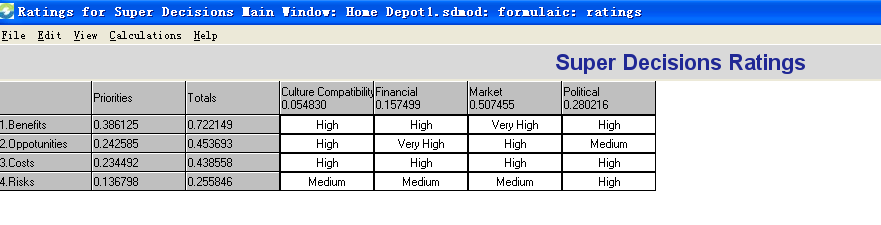 Ratings for Super Decisions Main Window: Home Depot1.sdmod: formulaic: ratings
File Edit View Calculations Help
Super Decisions Ratings
Priorities Totals Culture Compatibility Financial Market Political
0.054830 0.157499 0.507455 0.280216
1.Benefits 0.386125 0.722149 High High Very High High
2.Oppotunities 0.242585 0.453693 High Very High High Medium
3.Costs 0.234492 0.438558 High High High High
4.Risks 0.136798 0.255846 Medium Medium Medium High